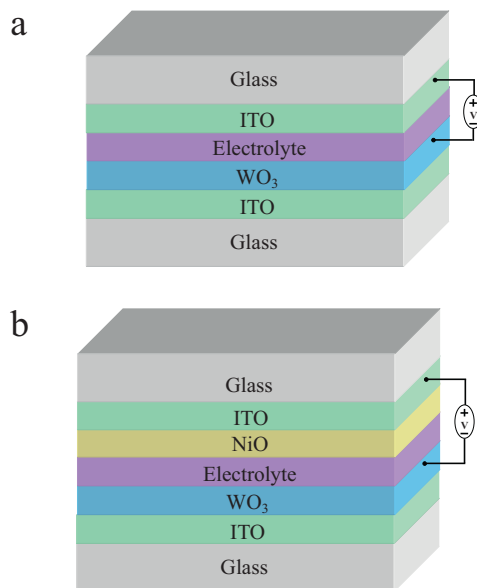 a
Glass
ITO
+
v
−
Electrolyte
WO₃
ITO
Glass
b
Glass
ITO
+
v
−
NiO
Electrolyte
WO₃
ITO
Glass